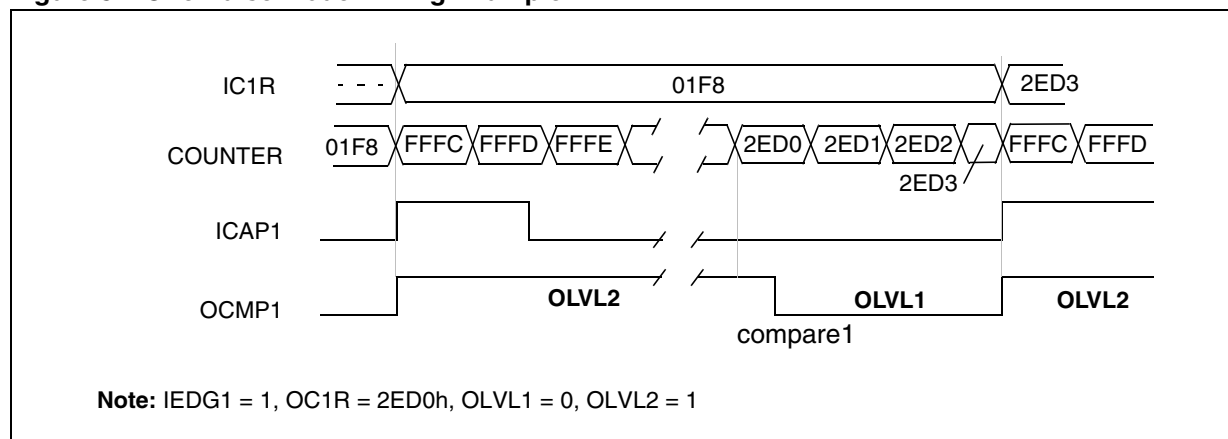 IC1R - - - 01F8 2ED3
COUNTER 01F8 FFFC FFFD FFFE 2ED0 2ED1 2ED2 FFFC FFFD
2ED3
ICAP1
OCMP1 OLVL2 OLVL1 OLVL2
compare1
Note: IEDG1 = 1, OC1R = 2ED0h, OLVL1 = 0, OLVL2 = 1